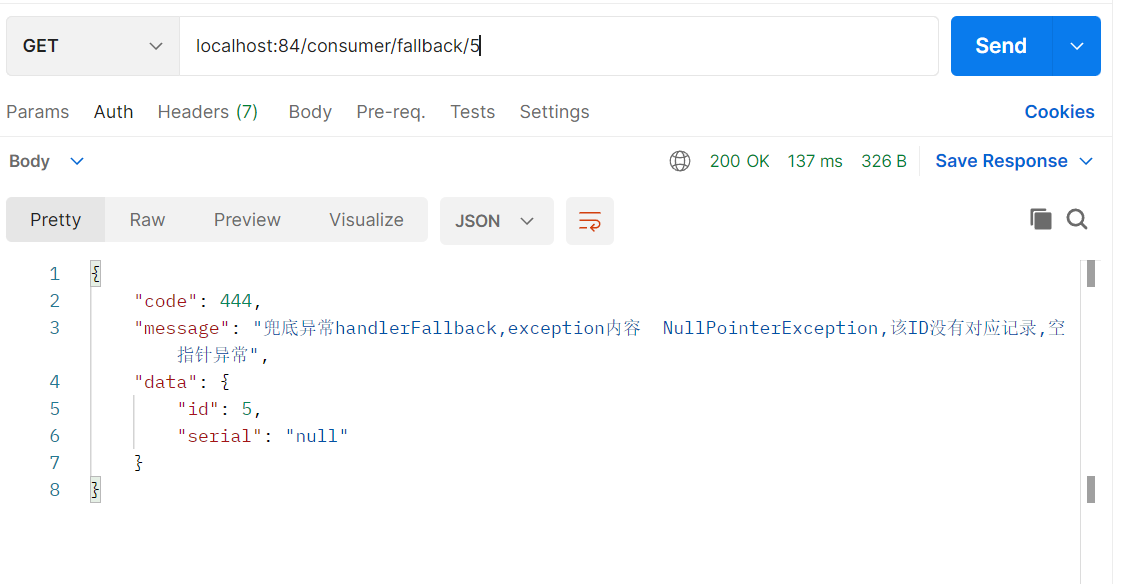 GET localhost:84/consumer/fallback/5 Send
Params Auth Headers (7) Body Pre-req. Tests Settings Cookies
Body 200 OK 137 ms 326 B Save Response
Pretty Raw Preview Visualize JSON
1 {
2 "code": 444,
3 "message": "兜底异常handlerFallback,exception内容  NullPointerException,该ID没有对应记录,空
指针异常",
4 "data": {
5 "id": 5,
6 "serial": "null"
7 }
8 }